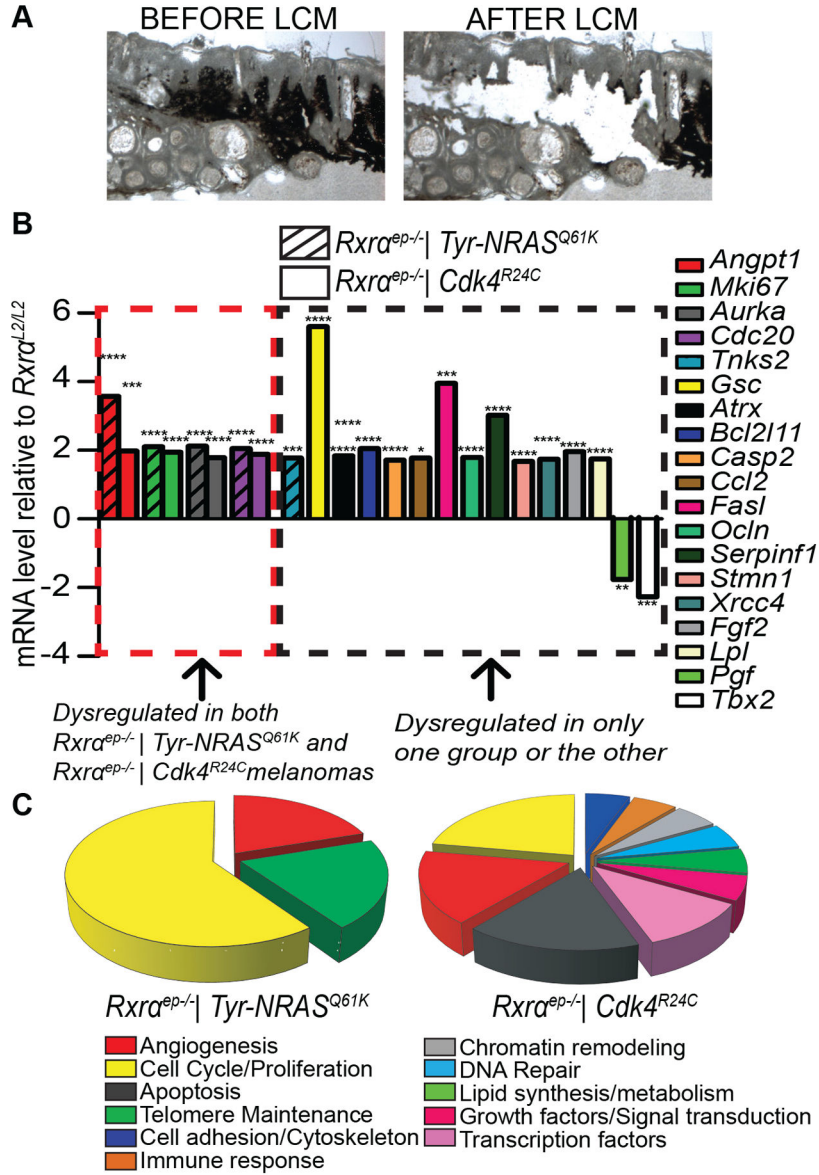 A
BEFORE LCM
AFTER LCM
B
Rxrα^ep-/-| Tyr-NRAS^Q61K
Rxrα^ep-/-| Cdk4^R24C
mRNA level relative to Rxrα^L2/L2
6
4
2
0
-2
-4
****
***
****
****
****
****
****
****
***
****
****
****
****
****
*
***
****
****
****
****
****
****
**
***
Angpt1
Mki67
Aurka
Cdc20
Tnks2
Gsc
Atrx
Bcl2l11
Casp2
Ccl2
Fasl
Ocln
Serpinf1
Stmn1
Xrcc4
Fgf2
Lpl
Pgf
Tbx2
Dysregulated in both
Rxrα^ep-/-| Tyr-NRAS^Q61K and
Rxrα^ep-/-| Cdk4^R24C melanomas
Dysregulated in only
one group or the other
C
Rxrα^ep-/-| Tyr-NRAS^Q61K
Rxrα^ep-/-| Cdk4^R24C
Angiogenesis
Cell Cycle/Proliferation
Apoptosis
Telomere Maintenance
Cell adhesion/Cytoskeleton
Immune response
Chromatin remodeling
DNA Repair
Lipid synthesis/metabolism
Growth factors/Signal transduction
Transcription factors